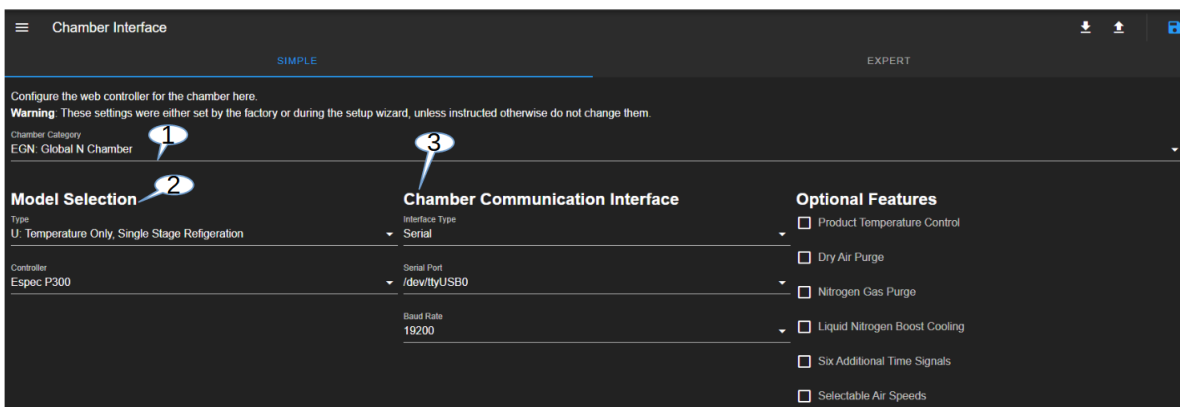 Chamber Interface
SIMPLE
EXPERT
Configure the web controller for the chamber here.
Warning: These settings were either set by the factory or during the setup wizard, unless instructed otherwise do not change them.
Chamber Category
1
EGN: Global N Chamber
3
2
Model Selection
Type
U: Temperature Only, Single Stage Refigeration
Controller
Espec P300
Chamber Communication Interface
Interface Type
Serial
Serial Port
/dev/ttyUSB0
Baud Rate
19200
Optional Features
Product Temperature Control
Dry Air Purge
Nitrogen Gas Purge
Liquid Nitrogen Boost Cooling
Six Additional Time Signals
Selectable Air Speeds